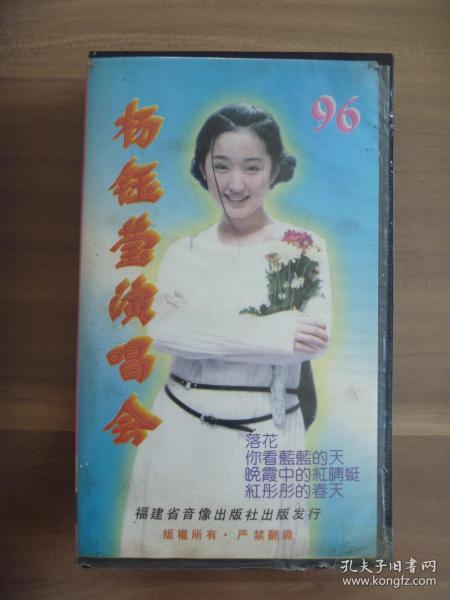 96
杨钰莹演唱会
落花
你看藍藍的天
晚霞中的紅晴蜓
紅彤彤的春天
福建省音像出版社出版发行
版權所有·严禁翻錄
孔夫子旧书网
www.kongfz.com